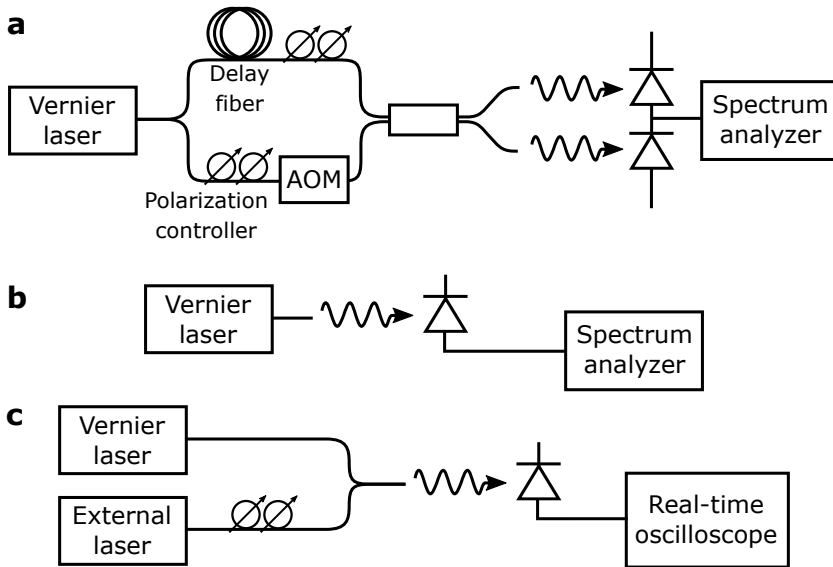 a
Vernier
laser
Delay
fiber
Polarization
controller
AOM
Spectrum
analyzer
b
Vernier
laser
Spectrum
analyzer
c
Vernier
laser
External
laser
Real-time
oscilloscope